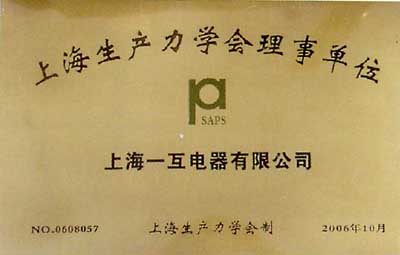 上海生产力学会理事单位
pa
SAPS
上海一互电器有限公司
NO.0608057 上海生产力学会制 2006年10月